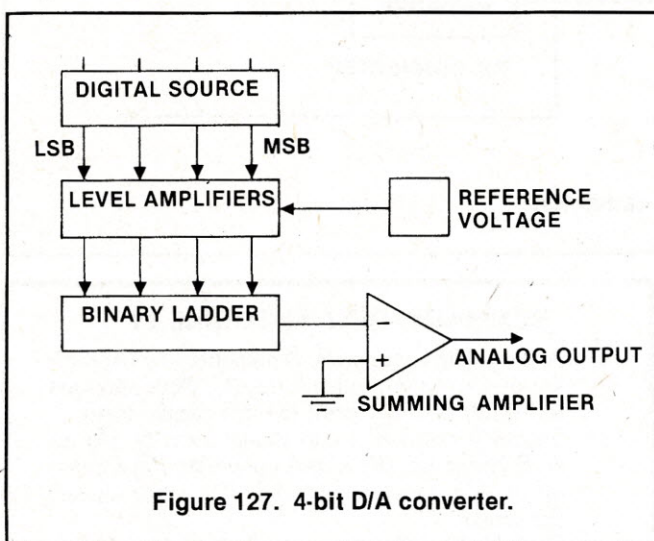 DIGITAL SOURCE
LSB
MSB
LEVEL AMPLIFIERS
REFERENCE
VOLTAGE
BINARY LADDER
−
+
ANALOG OUTPUT
SUMMING AMPLIFIER
Figure 127. 4-bit D/A converter.